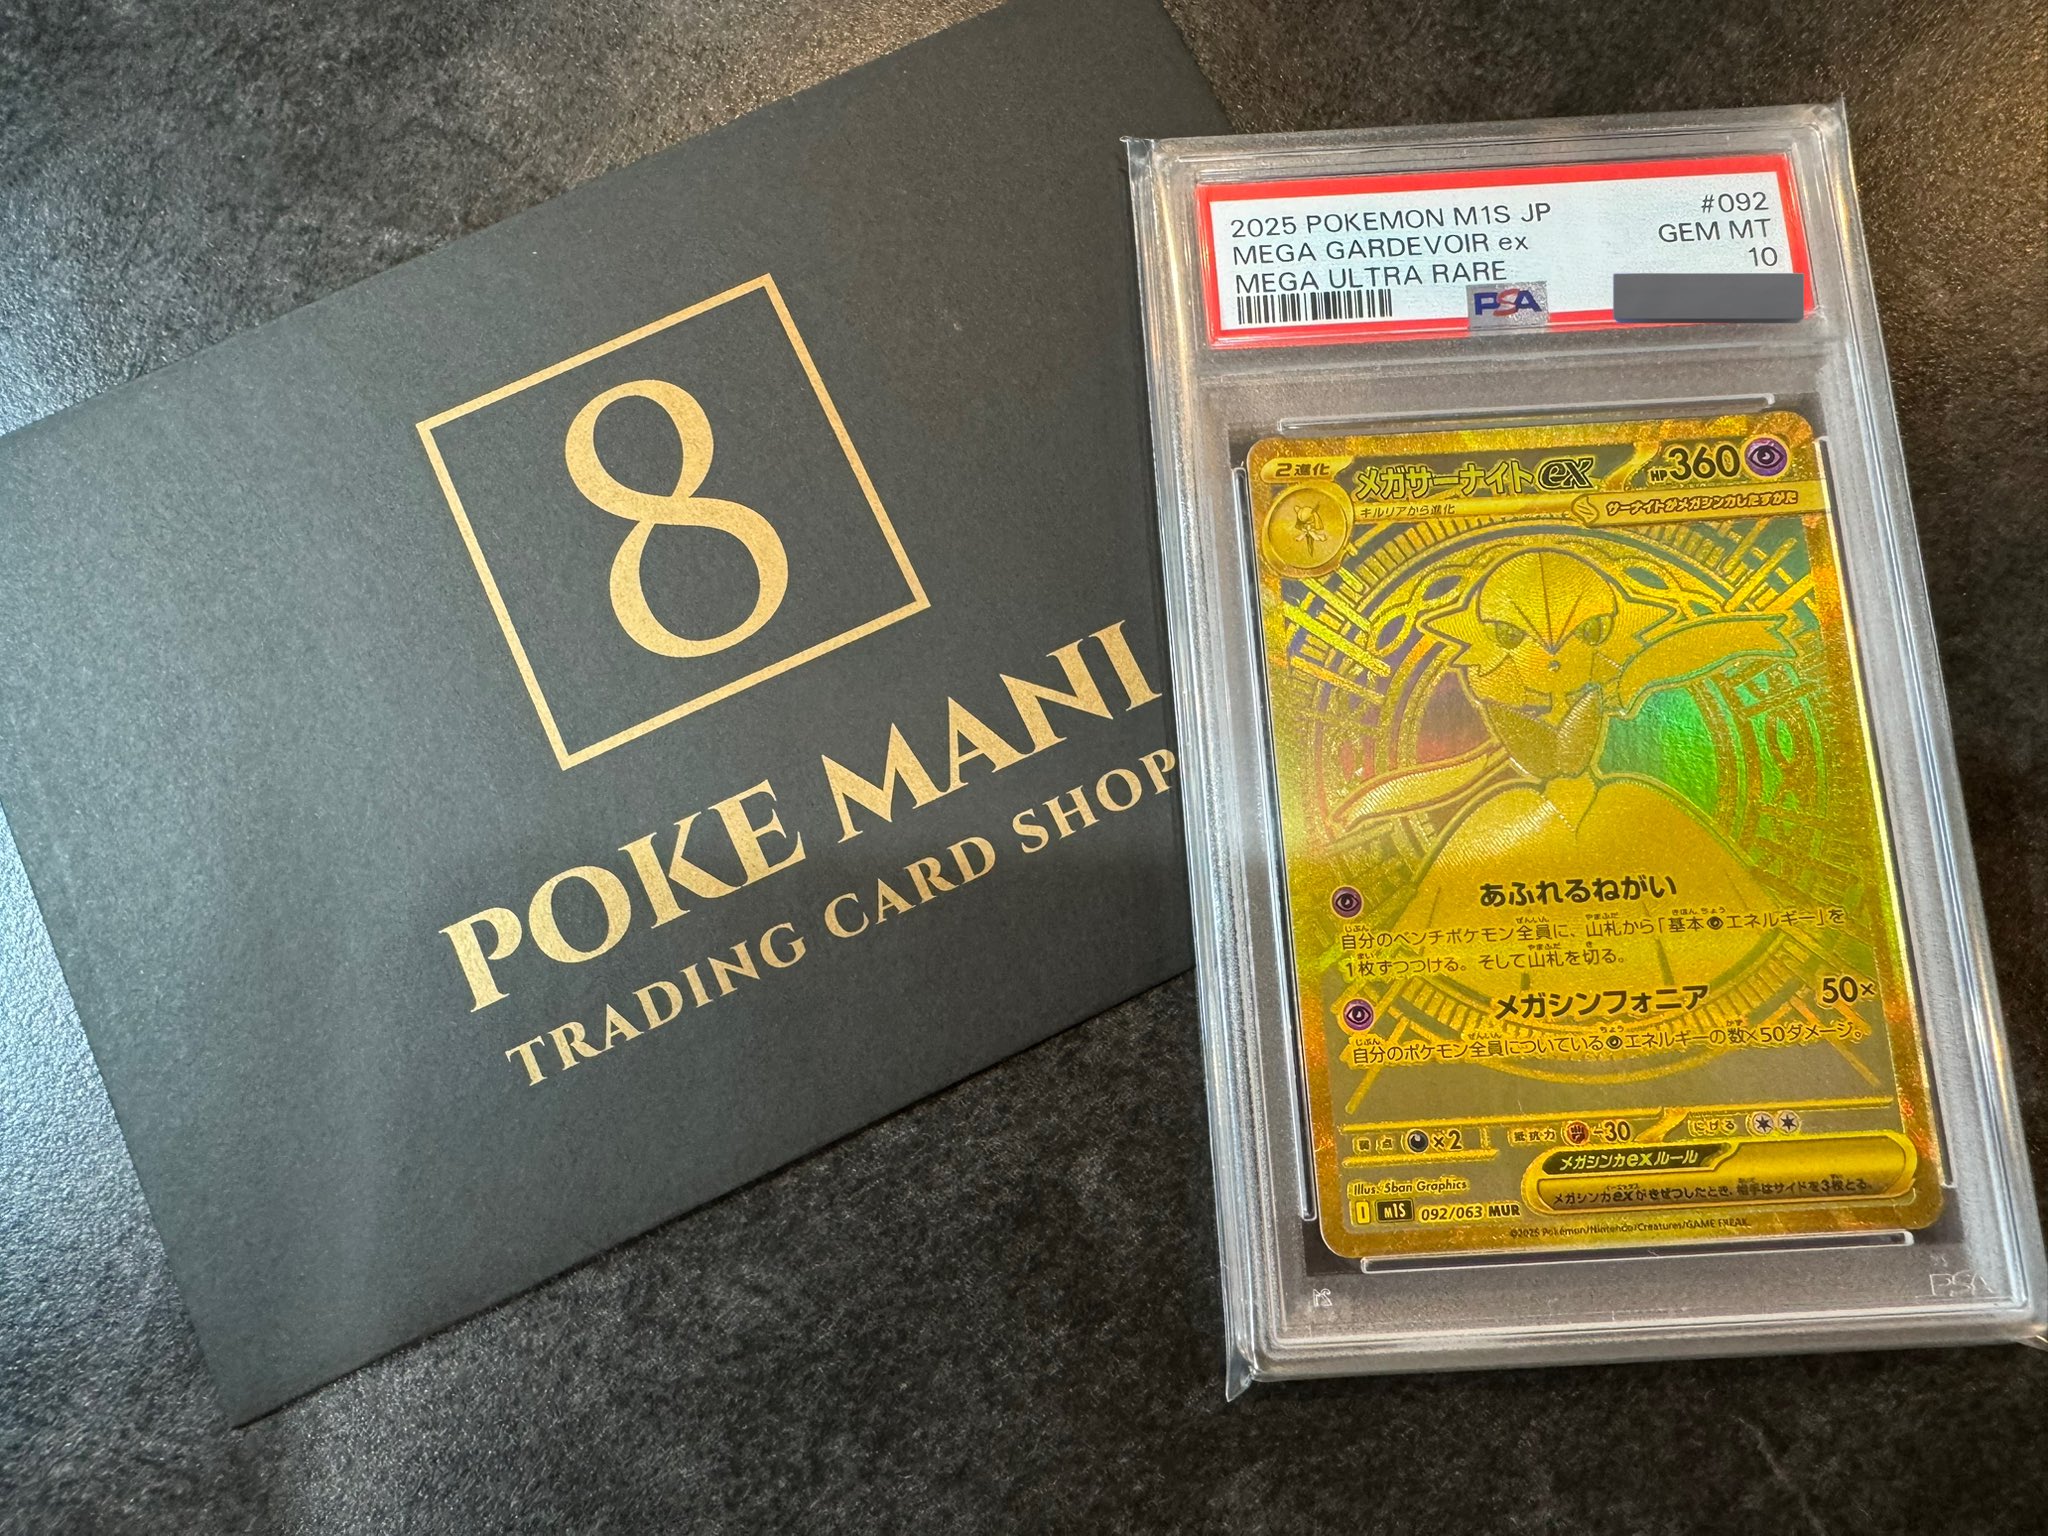 8
POKE MANI
TRADING CARD SHOP
2025 POKEMON M1S JP #092
MEGA GARDEVOIR ex GEM MT
MEGA ULTRA RARE 10
PSA
2進化 メガサーナイトex HP360
キルリアから進化 サーナイトがメガシンカしたすがた
あふれるねがい
自分のベンチポケモン全員に、山札から「基本エネルギー」を
1枚ずつつける。そして山札を切る。
メガシンフォニア 50×
自分のポケモン全員についているエネルギーの数×50ダメージ。
弱点 ×2 抵抗力 -30 にげる
メガシンカexルール
メガシンカexがきぜつしたとき、相手はサイドを3枚とる。
Illus. 5ban Graphics
I M1S 092/063 MUR
©2025 Pokémon/Nintendo/Creatures/GAME FREAK.
PSA